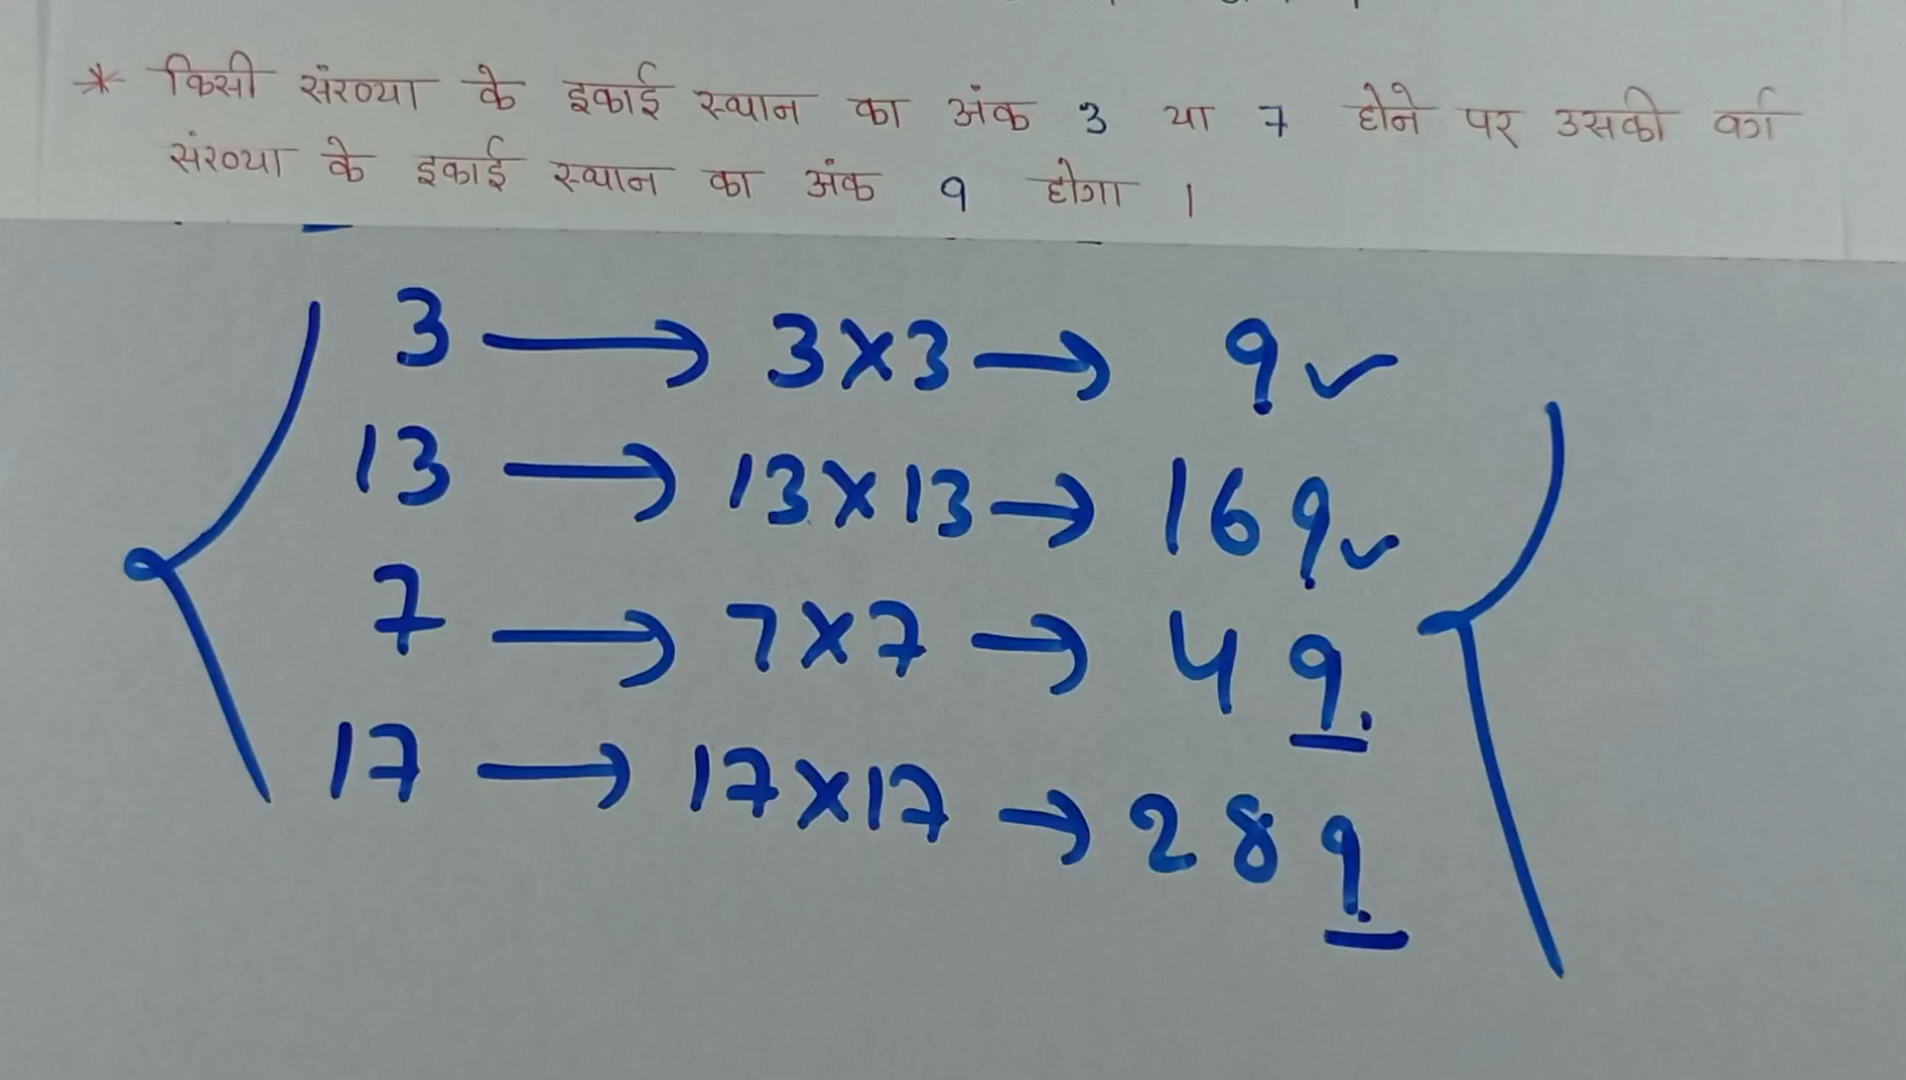 * किसी संख्या के इकाई स्थान का अंक 3 या 7 होने पर उसकी वर्ग
संख्या के इकाई स्थान का अंक 9 होगा ।
3 → 3×3 → 9 ✓
13 → 13×13 → 169 ✓
7 → 7×7 → 49.
17 → 17×17 → 289